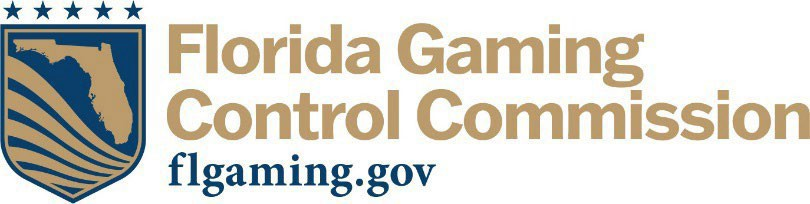 Florida Gaming
Control Commission
flgaming.gov